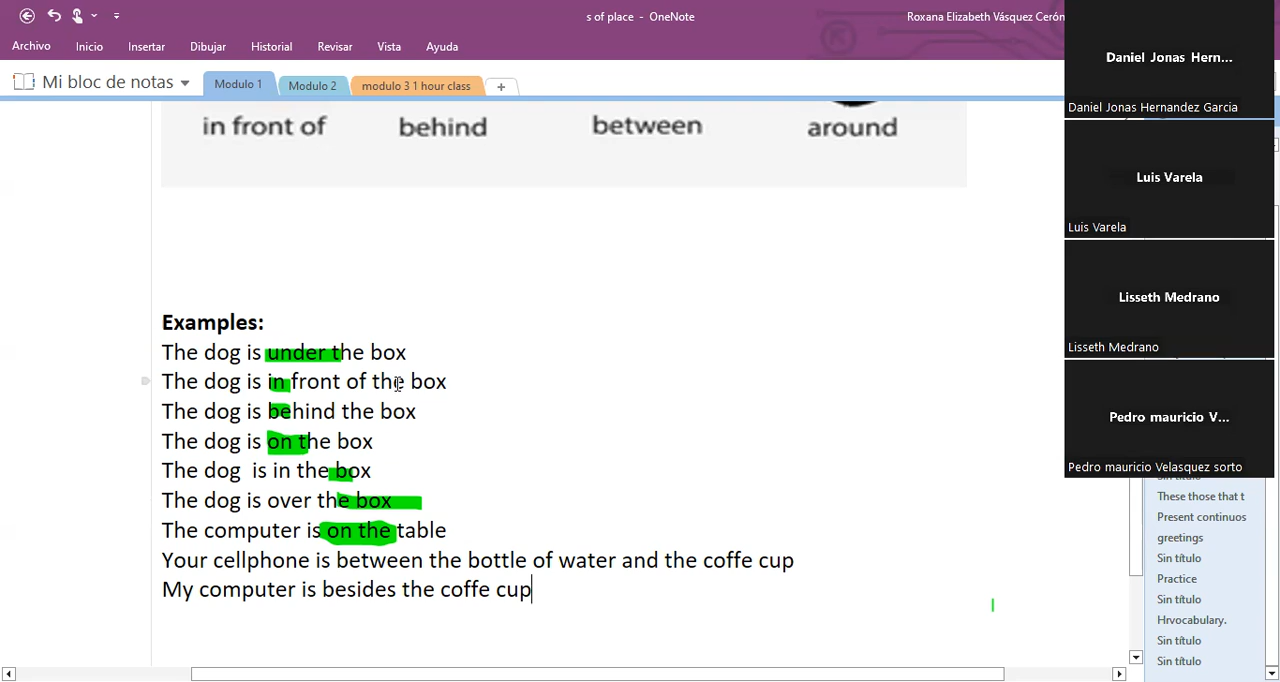 s of place - OneNote
Roxana Elizabeth Vásquez Cerón
Archivo Inicio Insertar Dibujar Historial Revisar Vista Ayuda
Mi bloc de notas Modulo 1 Modulo 2 modulo 3 1 hour class +
in front of behind between around
Examples:
The dog is under the box
The dog is in front of the box
The dog is behind the box
The dog is on the box
The dog is in the box
The dog is over the box
The computer is on the table
Your cellphone is between the bottle of water and the coffe cup
My computer is besides the coffe cup
Daniel Jonas Hern...
Daniel Jonas Hernandez Garcia
Luis Varela
Luis Varela
Lisseth Medrano
Lisseth Medrano
Pedro mauricio V...
Pedro mauricio Velasquez sorto
These those that t
Present continuos
greetings
Sin título
Practice
Sin título
Hrvocabulary.
Sin título
Sin título